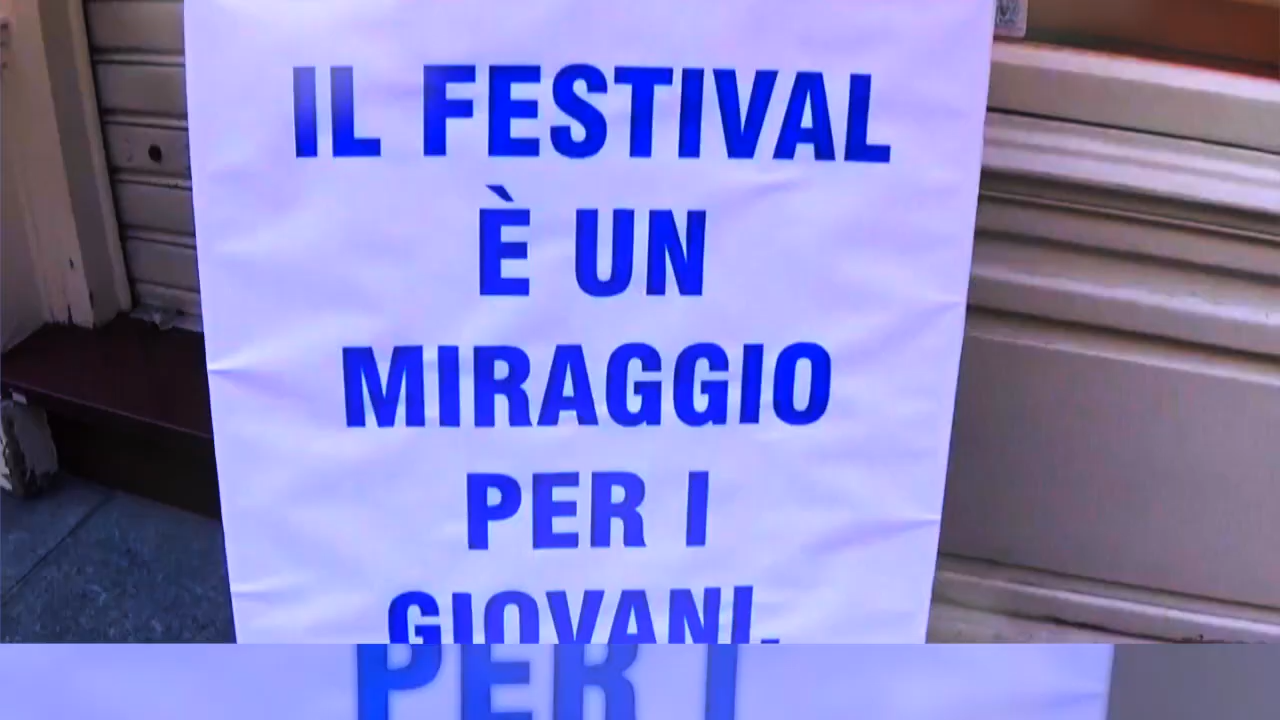 IL FESTIVAL
È UN
MIRAGGIO
PER I
GIOVANI.
PER I